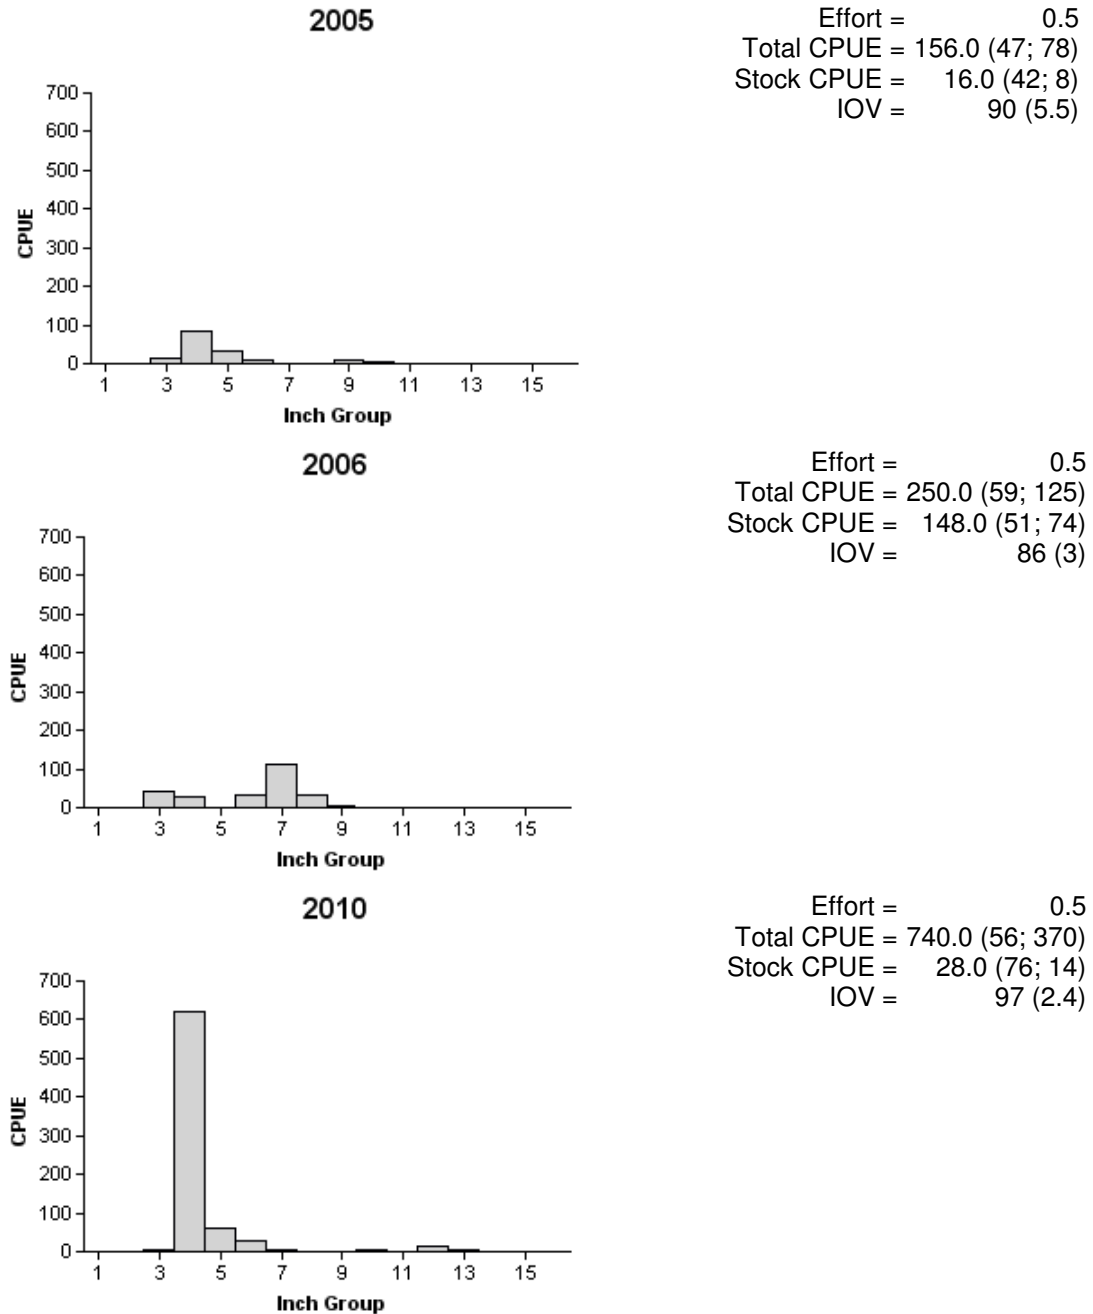 2005
Effort = 0.5
Total CPUE = 156.0 (47; 78)
Stock CPUE = 16.0 (42; 8)
IOV = 90 (5.5)
700
600
500
400
300
200
100
0
CPUE
1 3 5 7 9 11 13 15
Inch Group
2006
Effort = 0.5
Total CPUE = 250.0 (59; 125)
Stock CPUE = 148.0 (51; 74)
IOV = 86 (3)
700
600
500
400
300
200
100
0
CPUE
1 3 5 7 9 11 13 15
Inch Group
2010
Effort = 0.5
Total CPUE = 740.0 (56; 370)
Stock CPUE = 28.0 (76; 14)
IOV = 97 (2.4)
700
600
500
400
300
200
100
0
CPUE
1 3 5 7 9 11 13 15
Inch Group